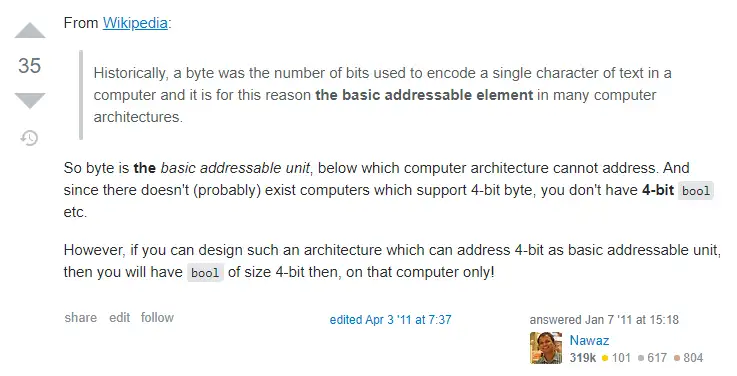 From Wikipedia:
35
Historically, a byte was the number of bits used to encode a single character of text in a
computer and it is for this reason the basic addressable element in many computer
architectures.
So byte is the basic addressable unit, below which computer architecture cannot address. And
since there doesn't (probably) exist computers which support 4-bit byte, you don't have 4-bit bool
etc.
However, if you can design such an architecture which can address 4-bit as basic addressable unit,
then you will have bool of size 4-bit then, on that computer only!
share edit follow
edited Apr 3 '11 at 7:37
answered Jan 7 '11 at 15:18
Nawaz
319k 101 617 804